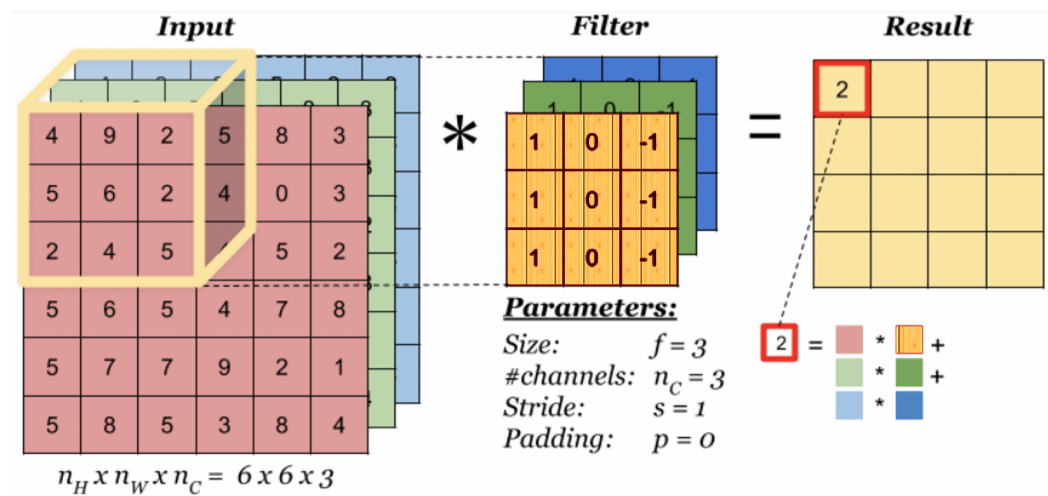 Input Filter Result
4 9 2 5 8 3
5 6 2 4 0 3
2 4 5 5 2
5 6 5 4 7 8
5 7 7 9 2 1
5 8 5 3 8 4
n_H x n_W x n_C = 6 x 6 x 3
*
1 0 -1
1 0 -1
1 0 -1
1 0 -1
Parameters:
Size: f = 3
#channels: n_C = 3
Stride: s = 1
Padding: p = 0
=
2
2 = * +
* +
*